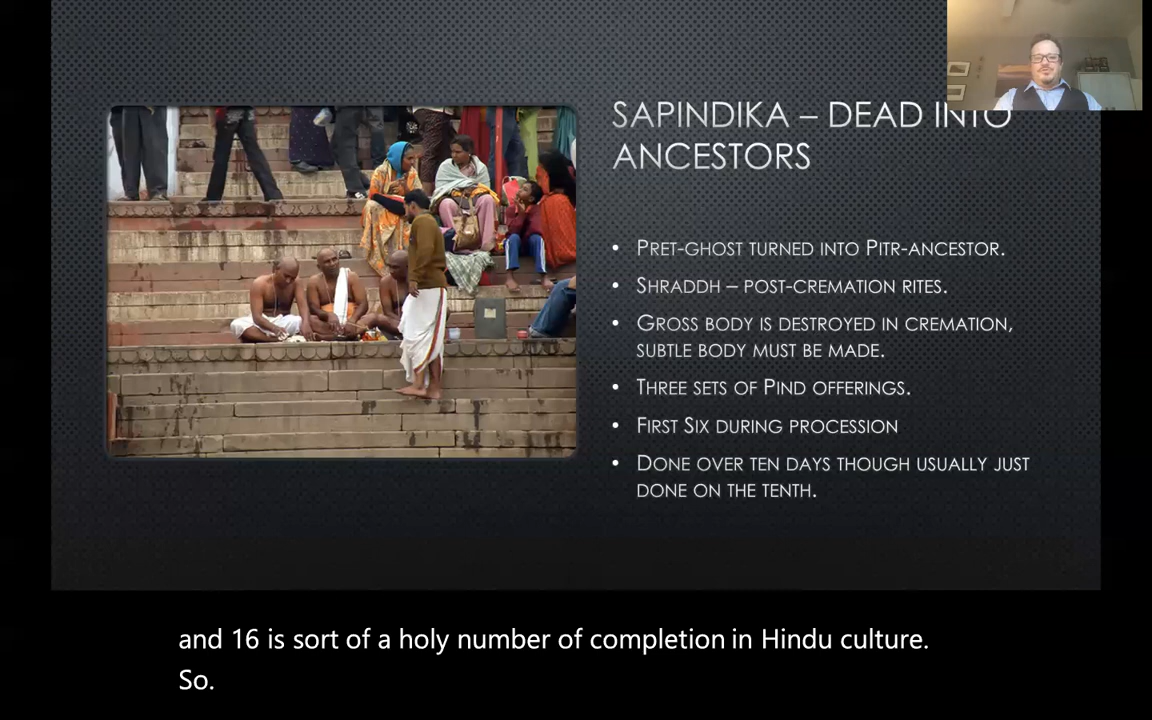 SAPINDIKA – DEAD INTO
ANCESTORS
• PRET-GHOST TURNED INTO PITR-ANCESTOR.
• SHRADDH – POST-CREMATION RITES.
• GROSS BODY IS DESTROYED IN CREMATION,
SUBTLE BODY MUST BE MADE.
• THREE SETS OF PIND OFFERINGS.
• FIRST SIX DURING PROCESSION
• DONE OVER TEN DAYS THOUGH USUALLY JUST
DONE ON THE TENTH.
and 16 is sort of a holy number of completion in Hindu culture.
So.